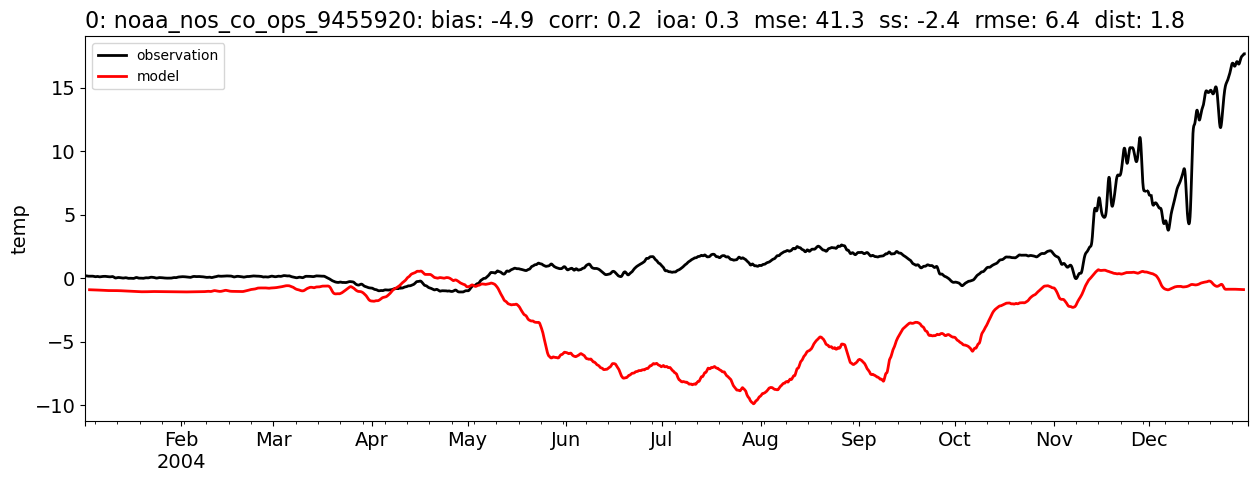 0: noaa_nos_co_ops_9455920: bias: -4.9  corr: 0.2  ioa: 0.3  mse: 41.3  ss: -2.4  rmse: 6.4  dist: 1.8
observation
model
temp
15
10
5
0
−5
−10
Feb Mar Apr May Jun Jul Aug Sep Oct Nov Dec
2004